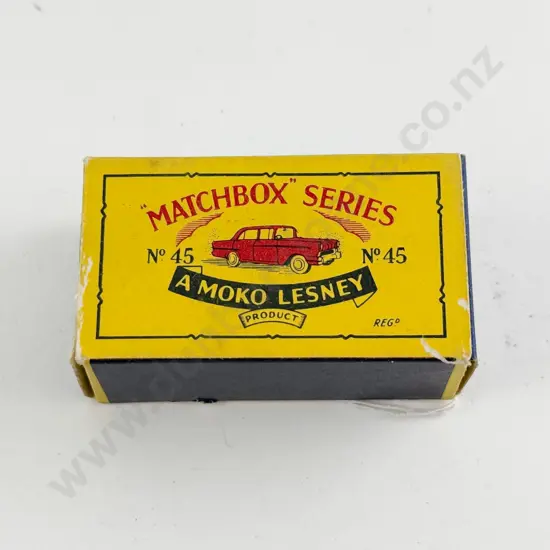 "MATCHBOX" SERIES
Nº 45
Nº 45
A MOKO LESNEY
PRODUCT
REGD